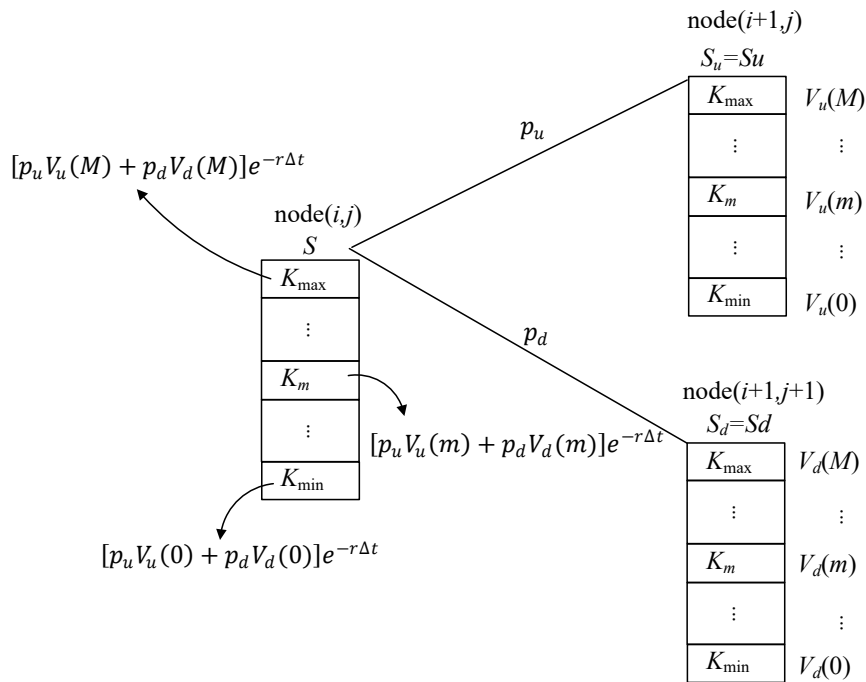 node(i+1,j)
S_u=Su
K_max V_u(M)
p_u
⋮ ⋮
[p_u V_u(M) + p_d V_d(M)]e^{-rΔt}
K_m V_u(m)
node(i,j)
S
⋮ ⋮
K_max
K_min V_u(0)
⋮
p_d
K_m
node(i+1,j+1)
S_d=Sd
⋮
[p_u V_u(m) + p_d V_d(m)]e^{-rΔt}
K_max V_d(M)
K_min
⋮ ⋮
[p_u V_u(0) + p_d V_d(0)]e^{-rΔt}
K_m V_d(m)
⋮ ⋮
K_min V_d(0)